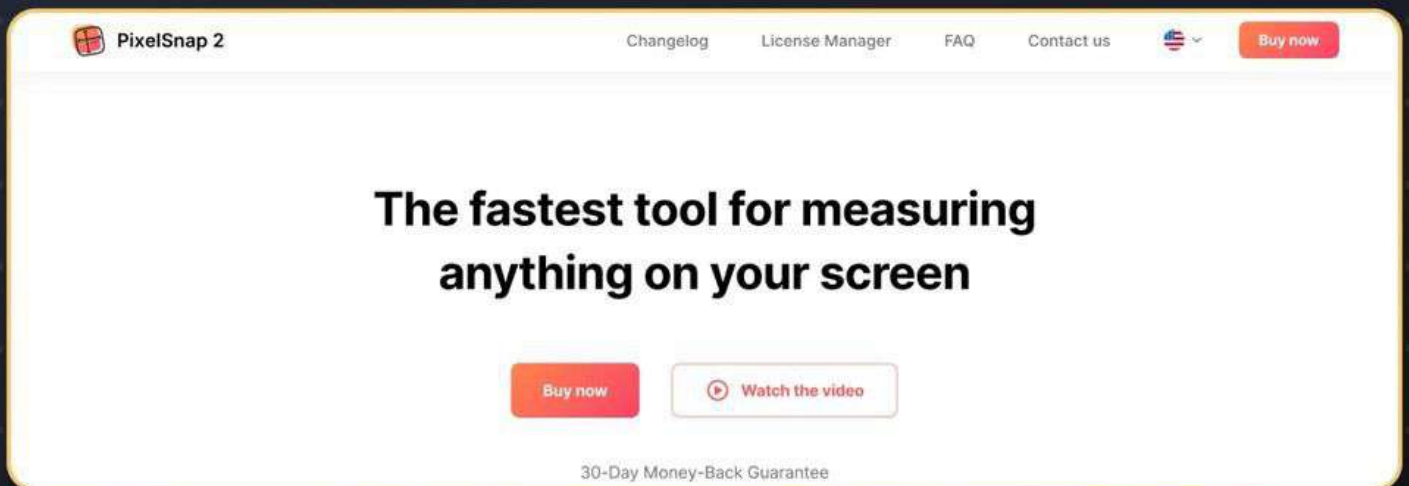 PixelSnap 2 Changelog License Manager FAQ Contact us Buy now
The fastest tool for measuring
anything on your screen
Buy now Watch the video
30-Day Money-Back Guarantee